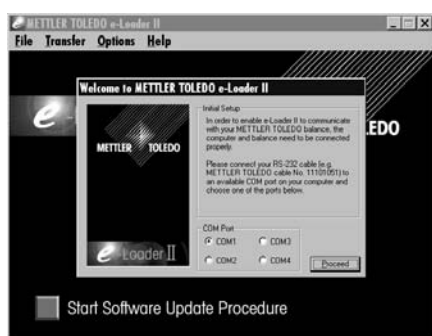 METTLER TOLEDO e-Loader II
File Transfer Options Help
Welcome to METTLER TOLEDO e-Loader II
METTLER TOLEDO
e-Loader II
Initial Setup
In order to enable e-Loader II to communicate
with your METTLER TOLEDO balance, the
computer and balance need to be connected
properly.
Please connect your RS-232 cable (e.g.
METTLER TOLEDO cable No. 11101051) to
an available COM port on your computer and
choose one of the ports below.
COM Port
COM1 COM3
COM2 COM4
Proceed
e
LEDO
Start Software Update Procedure